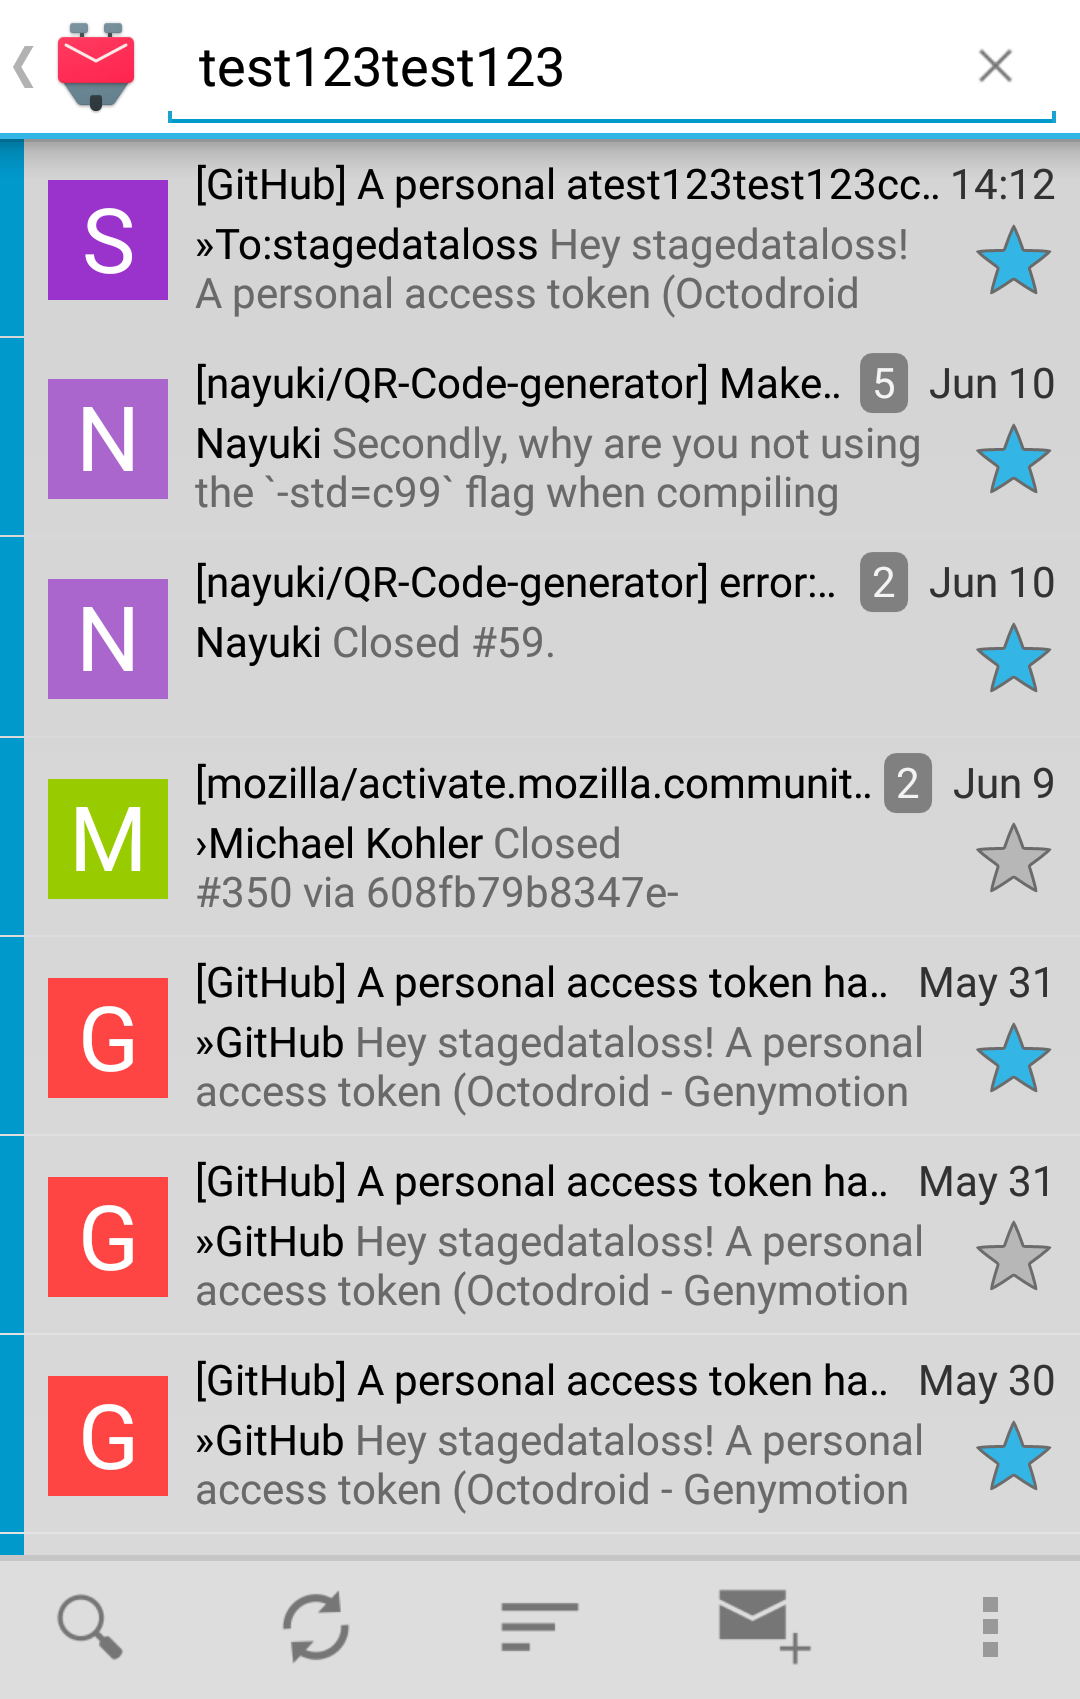 test123test123
S
[GitHub] A personal atest123test123cc.. 14:12
»To:stagedataloss Hey stagedataloss!
A personal access token (Octodroid
N
[nayuki/QR-Code-generator] Make.. 5 Jun 10
Nayuki Secondly, why are you not using
the `-std=c99` flag when compiling
N
[nayuki/QR-Code-generator] error:.. 2 Jun 10
Nayuki Closed #59.
M
[mozilla/activate.mozilla.communit.. 2 Jun 9
›Michael Kohler Closed
#350 via 608fb79b8347e-
G
[GitHub] A personal access token ha.. May 31
»GitHub Hey stagedataloss! A personal
access token (Octodroid - Genymotion
G
[GitHub] A personal access token ha.. May 31
»GitHub Hey stagedataloss! A personal
access token (Octodroid - Genymotion
G
[GitHub] A personal access token ha.. May 30
»GitHub Hey stagedataloss! A personal
access token (Octodroid - Genymotion